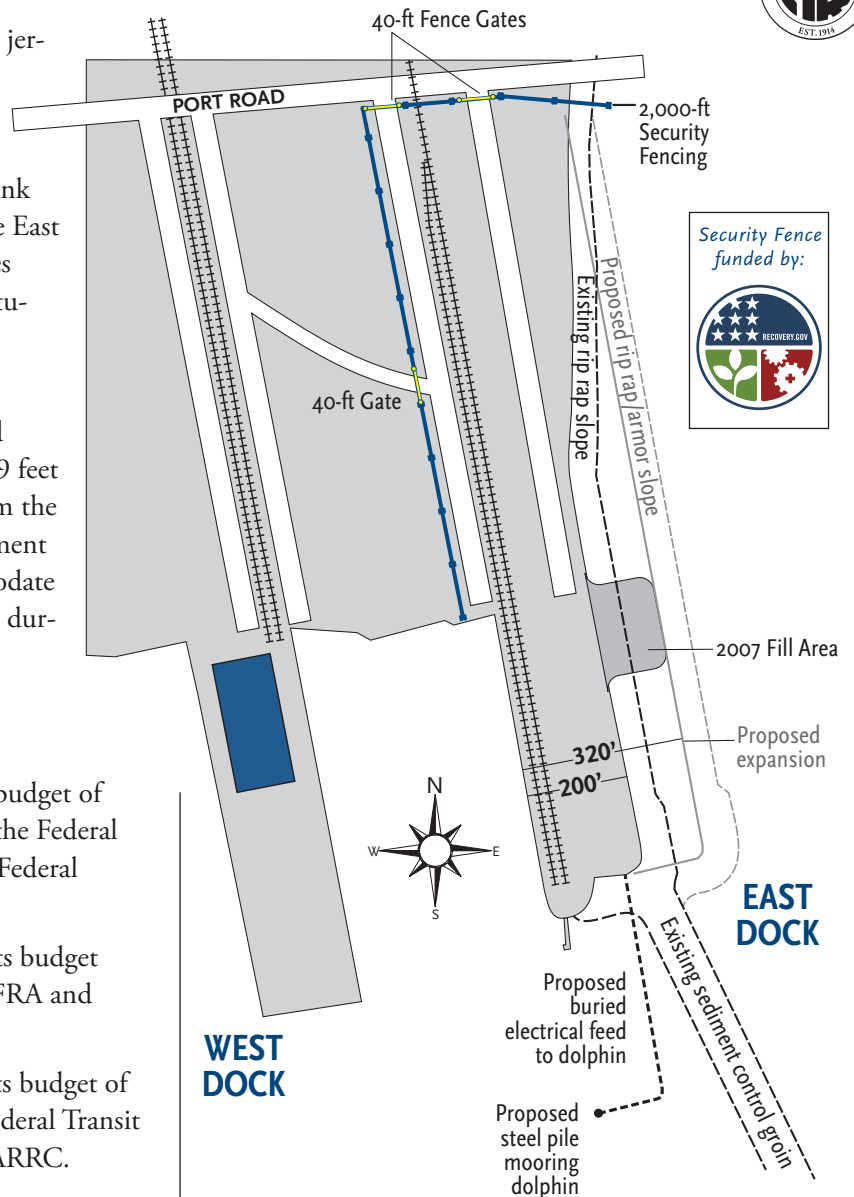 jer-
nk
e East
es
tu-
d
9 feet
m the
ment
odate
dur-
budget of
the Federal
Federal
ts budget
FRA and
ts budget of
ederal Transit
ARRC.
EST. 1914
40-ft Fence Gates
PORT ROAD
2,000-ft
Security
Fencing
Security Fence
funded by:
RECOVERY.GOV
Existing rip rap slope
Proposed rip rap/armor slope
40-ft Gate
2007 Fill Area
320'
200'
Proposed
expansion
N
W
E
S
EAST
DOCK
WEST
DOCK
Existing sediment control groin
Proposed
buried
electrical feed
to dolphin
Proposed
steel pile
mooring
dolphin